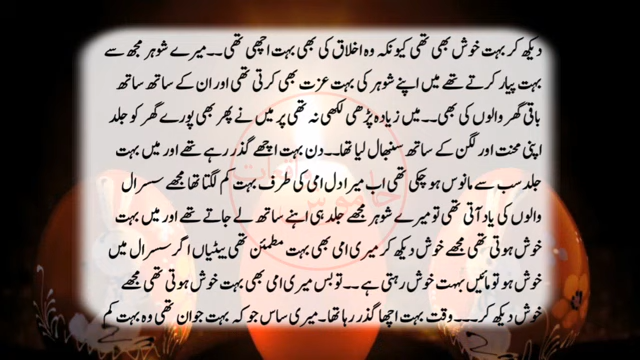 دیکھ کر بہت خوش بھی تھی کیونکہ وہ اخلاق کی بھی بہت اچھی تھی۔۔میرے شوہر مجھ سے
بہت پیار کرتے تھے میں اپنے شوہر کی بہت عزت بھی کرتی تھی اور ان کے ساتھ ساتھ
باقی گھر والوں کی بھی۔۔میں زیادہ پڑھی لکھی نہ تھی پر میں نے پھر بھی پورے گھر کو جلد
اپنی محنت اور لگن کے ساتھ سنبھال لیا تھا۔۔دن بہت اچھے گذر رہے تھے اور میں بہت
جلد سب سے مانوس ہو چکی تھی اب میرا دل امی کی طرف بہت کم لگتا تھا مجھے سسرال
والوں کی یاد آتی تھی تو میرے شوہر مجھے جلد ہی اپنے ساتھ لے جاتے تھے اور میں بہت
خوش ہوتی تھی مجھے خوش دیکھ کر میری امی بھی بہت مطمئن تھی بیٹیاں اگر سسرال میں
خوش ہو تو مائیں بہت خوش رہتی ہے۔۔تو بس میری امی بھی بہت خوش ہوتی تھی مجھے
خوش دیکھ کر۔۔۔وقت بہت اچھا گذر رہا تھا۔میری ساس جو کہ بہت جوان تھی وہ بہت کم